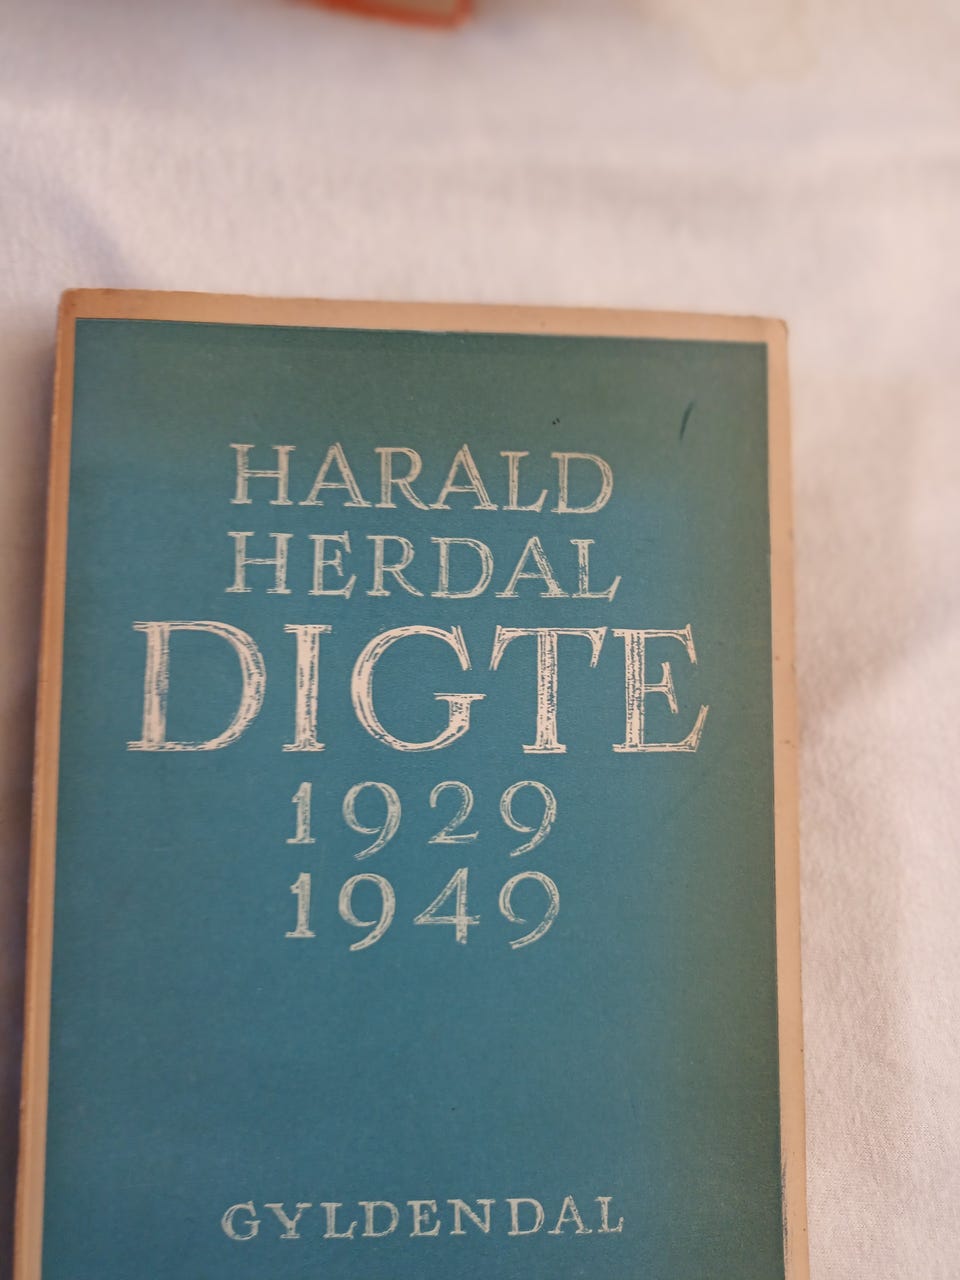 HARALD
HERDAL
DIGTE
1929
1949
GYLDENDAL